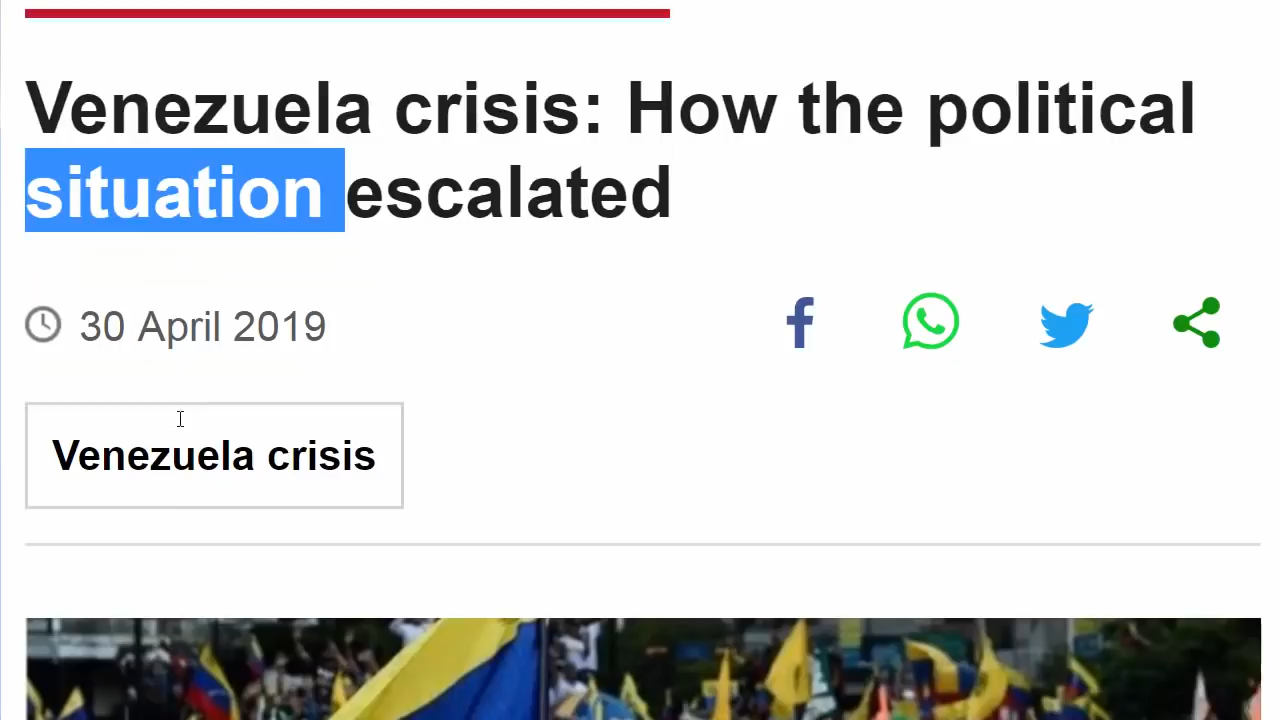 Venezuela crisis: How the political
situation escalated
30 April 2019
Venezuela crisis